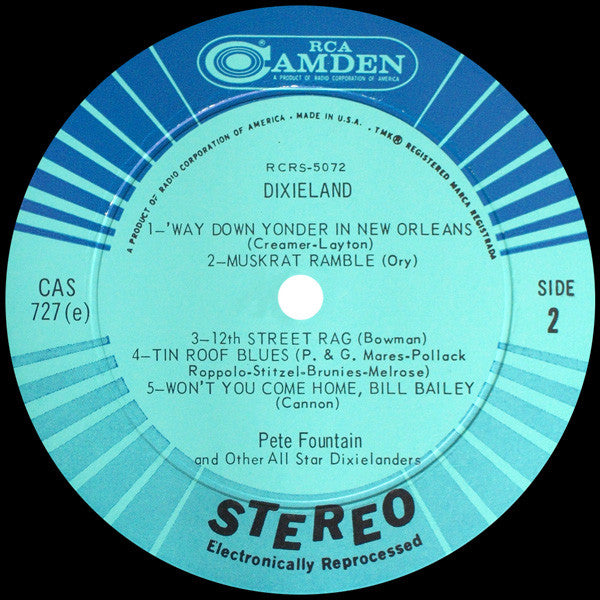 RCA
CAMDEN
A PRODUCT OF RADIO CORPORATION OF AMERICA
A PRODUCT OF RADIO CORPORATION OF AMERICA • MADE IN U.S.A. • TMK® REGISTERED MARCA REGISTRADA
RCRS-5072
DIXIELAND
1—'WAY DOWN YONDER IN NEW ORLEANS
(Creamer-Layton)
2—MUSKRAT RAMBLE (Ory)
CAS
727(e)
SIDE
2
3—12th STREET RAG (Bowman)
4—TIN ROOF BLUES (P. & G. Mares-Pollack
Roppolo-Stitzel-Brunies-Melrose)
5—WON'T YOU COME HOME, BILL BAILEY
(Cannon)
Pete Fountain
and Other All Star Dixielanders
STEREO
Electronically Reprocessed